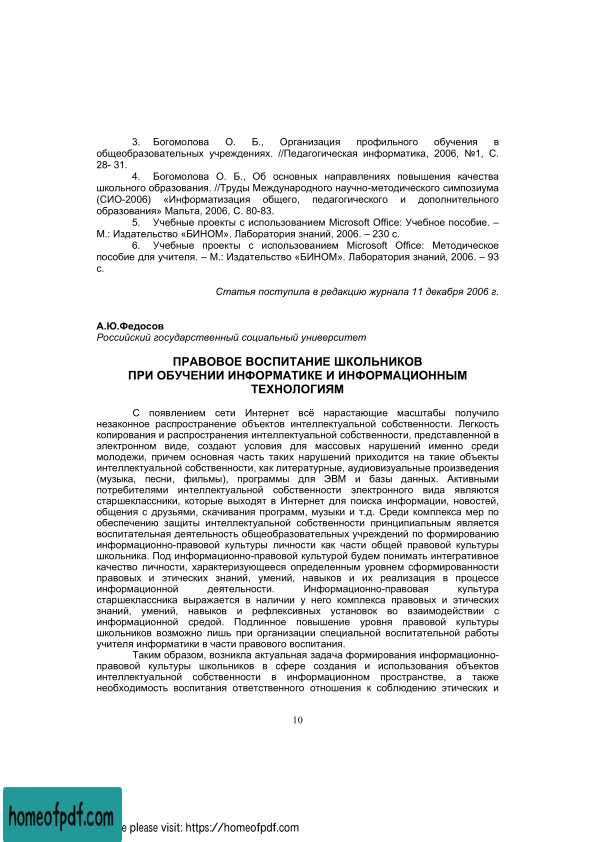 3. Богомолова О. Б., Организация профильного обучения в
общеобразовательных учреждениях. //Педагогическая информатика, 2006, №1, С.
28- 31.
4. Богомолова О. Б., Об основных направлениях повышения качества
школьного образования. //Труды Международного научно-методического симпозиума
(СИО-2006) «Информатизация общего, педагогического и дополнительного
образования» Мальта, 2006, С. 80-83.
5. Учебные проекты с использованием Microsoft Office: Учебное пособие. –
М.: Издательство «БИНОМ». Лаборатория знаний, 2006. – 230 с.
6. Учебные проекты с использованием Microsoft Office: Методическое
пособие для учителя. – М.: Издательство «БИНОМ». Лаборатория знаний, 2006. – 93
с.
Статья поступила в редакцию журнала 11 декабря 2006 г.
А.Ю.Федосов
Российский государственный социальный университет
ПРАВОВОЕ ВОСПИТАНИЕ ШКОЛЬНИКОВ
ПРИ ОБУЧЕНИИ ИНФОРМАТИКЕ И ИНФОРМАЦИОННЫМ
ТЕХНОЛОГИЯМ
С появлением сети Интернет всё нарастающие масштабы получило
незаконное распространение объектов интеллектуальной собственности. Легкость
копирования и распространения интеллектуальной собственности, представленной в
электронном виде, создают условия для массовых нарушений именно среди
молодежи, причем основная часть таких нарушений приходится на такие объекты
интеллектуальной собственности, как литературные, аудиовизуальные произведения
(музыка, песни, фильмы), программы для ЭВМ и базы данных. Активными
потребителями интеллектуальной собственности электронного вида являются
старшеклассники, которые выходят в Интернет для поиска информации, новостей,
общения с друзьями, скачивания программ, музыки и т.д. Среди комплекса мер по
обеспечению защиты интеллектуальной собственности принципиальным является
воспитательная деятельность общеобразовательных учреждений по формированию
информационно-правовой культуры личности как части общей правовой культуры
школьника. Под информационно-правовой культурой будем понимать интегративное
качество личности, характеризующееся определенным уровнем сформированности
правовых и этических знаний, умений, навыков и их реализация в процессе
информационной деятельности. Информационно-правовая культура
старшеклассника выражается в наличии у него комплекса правовых и этических
знаний, умений, навыков и рефлексивных установок во взаимодействии с
информационной средой. Подлинное повышение уровня правовой культуры
школьников возможно лишь при организации специальной воспитательной работы
учителя информатики в части правового воспитания.
Таким образом, возникла актуальная задача формирования информационно-
правовой культуры школьников в сфере создания и использования объектов
интеллектуальной собственности в информационном пространстве, а также
необходимость воспитания ответственного отношения к соблюдению этических и
10
homeofpdf.com
e please visit: https://homeofpdf.com